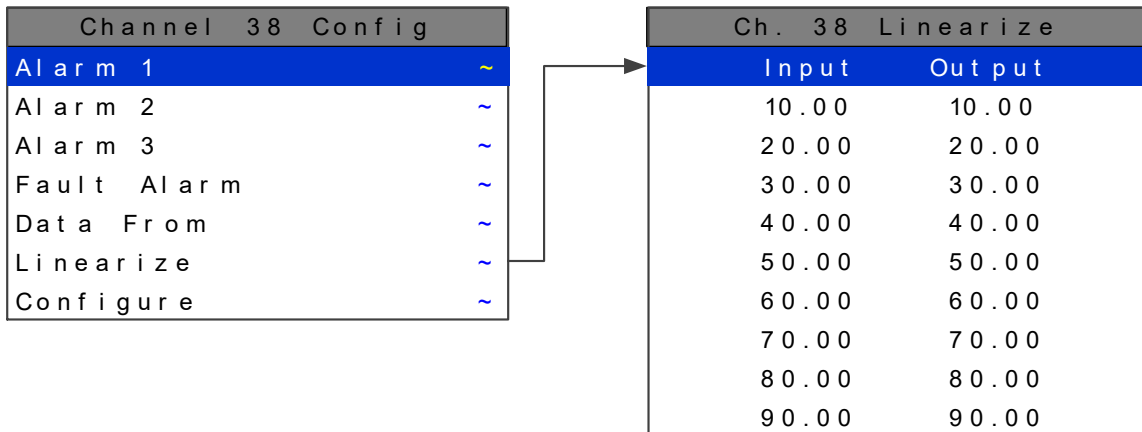 Channel 38 Config
Alarm 1 ~
Alarm 2 ~
Alarm 3 ~
Fault Alarm ~
Data From ~
Linearize ~
Configure ~
Ch. 38 Linearize
Input Output
10.00 10.00
20.00 20.00
30.00 30.00
40.00 40.00
50.00 50.00
60.00 60.00
70.00 70.00
80.00 80.00
90.00 90.00